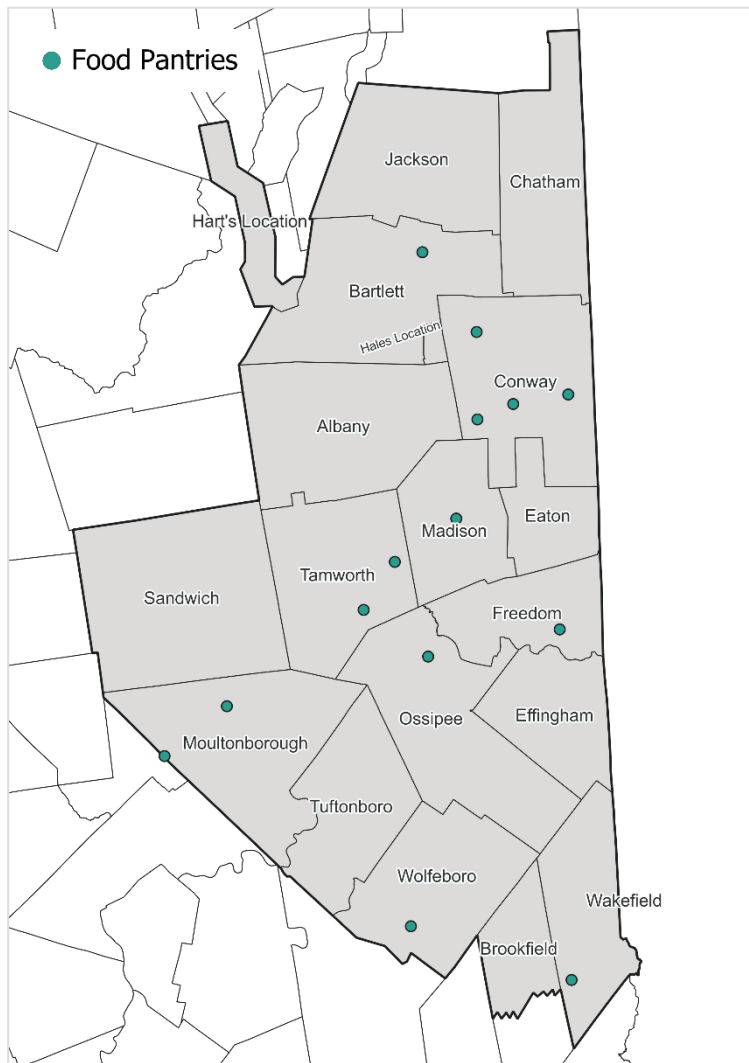 Food Pantries
Jackson
Chatham
Hart's Location
Bartlett
Hales Location
Conway
Albany
Eaton
Madison
Tamworth
Sandwich
Freedom
Effingham
Ossipee
Moultonborough
Tuftonboro
Wolfeboro
Wakefield
Brookfield